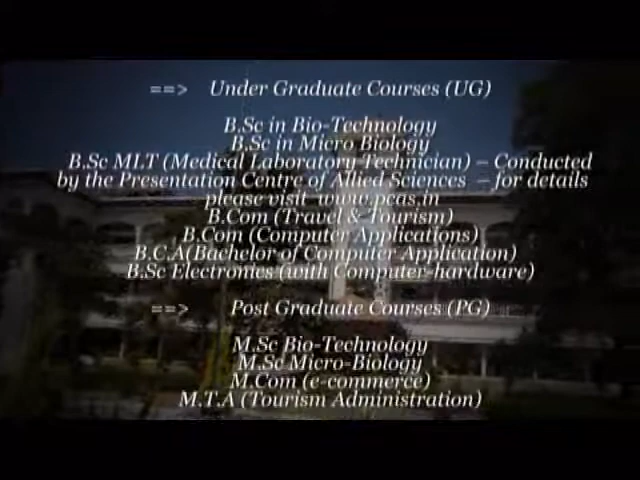 ==> Under Graduate Courses (UG)
B.Sc in Bio-Technology
B.Sc in Micro Biology
B.Sc MLT (Medical Laboratory Technician) – Conducted
by the Presentation Centre of Allied Sciences – for details
please visit www.pcas.in
B.Com (Travel & Tourism)
B.Com (Computer Applications)
B.C.A(Bachelor of Computer Application)
B.Sc Electronics (with Computer-hardware)
==> Post Graduate Courses (PG)
M.Sc Bio-Technology
M.Sc Micro-Biology
M.Com (e-commerce)
M.T.A (Tourism Administration)